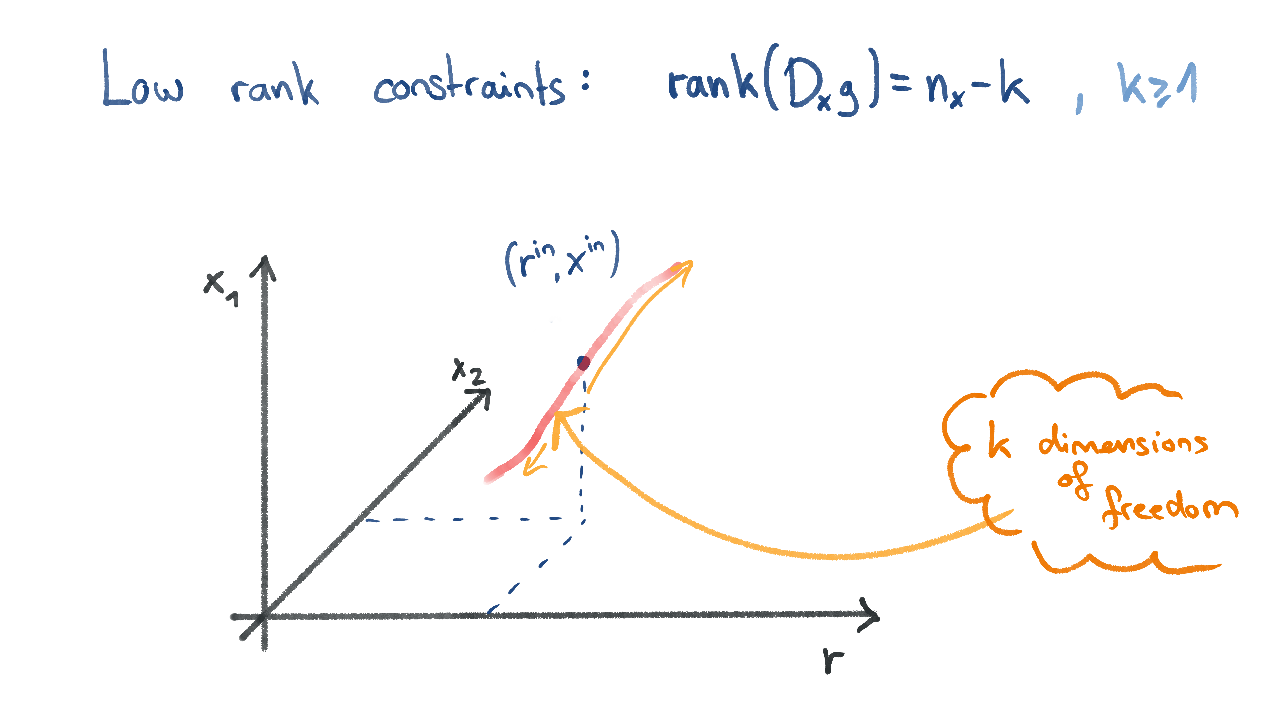 Low rank constraints: rank(Dₓg) = nₓ-k , k≥1
(rⁱⁿ, xⁱⁿ)
x₁
x₂
k dimensions
of
freedom
r